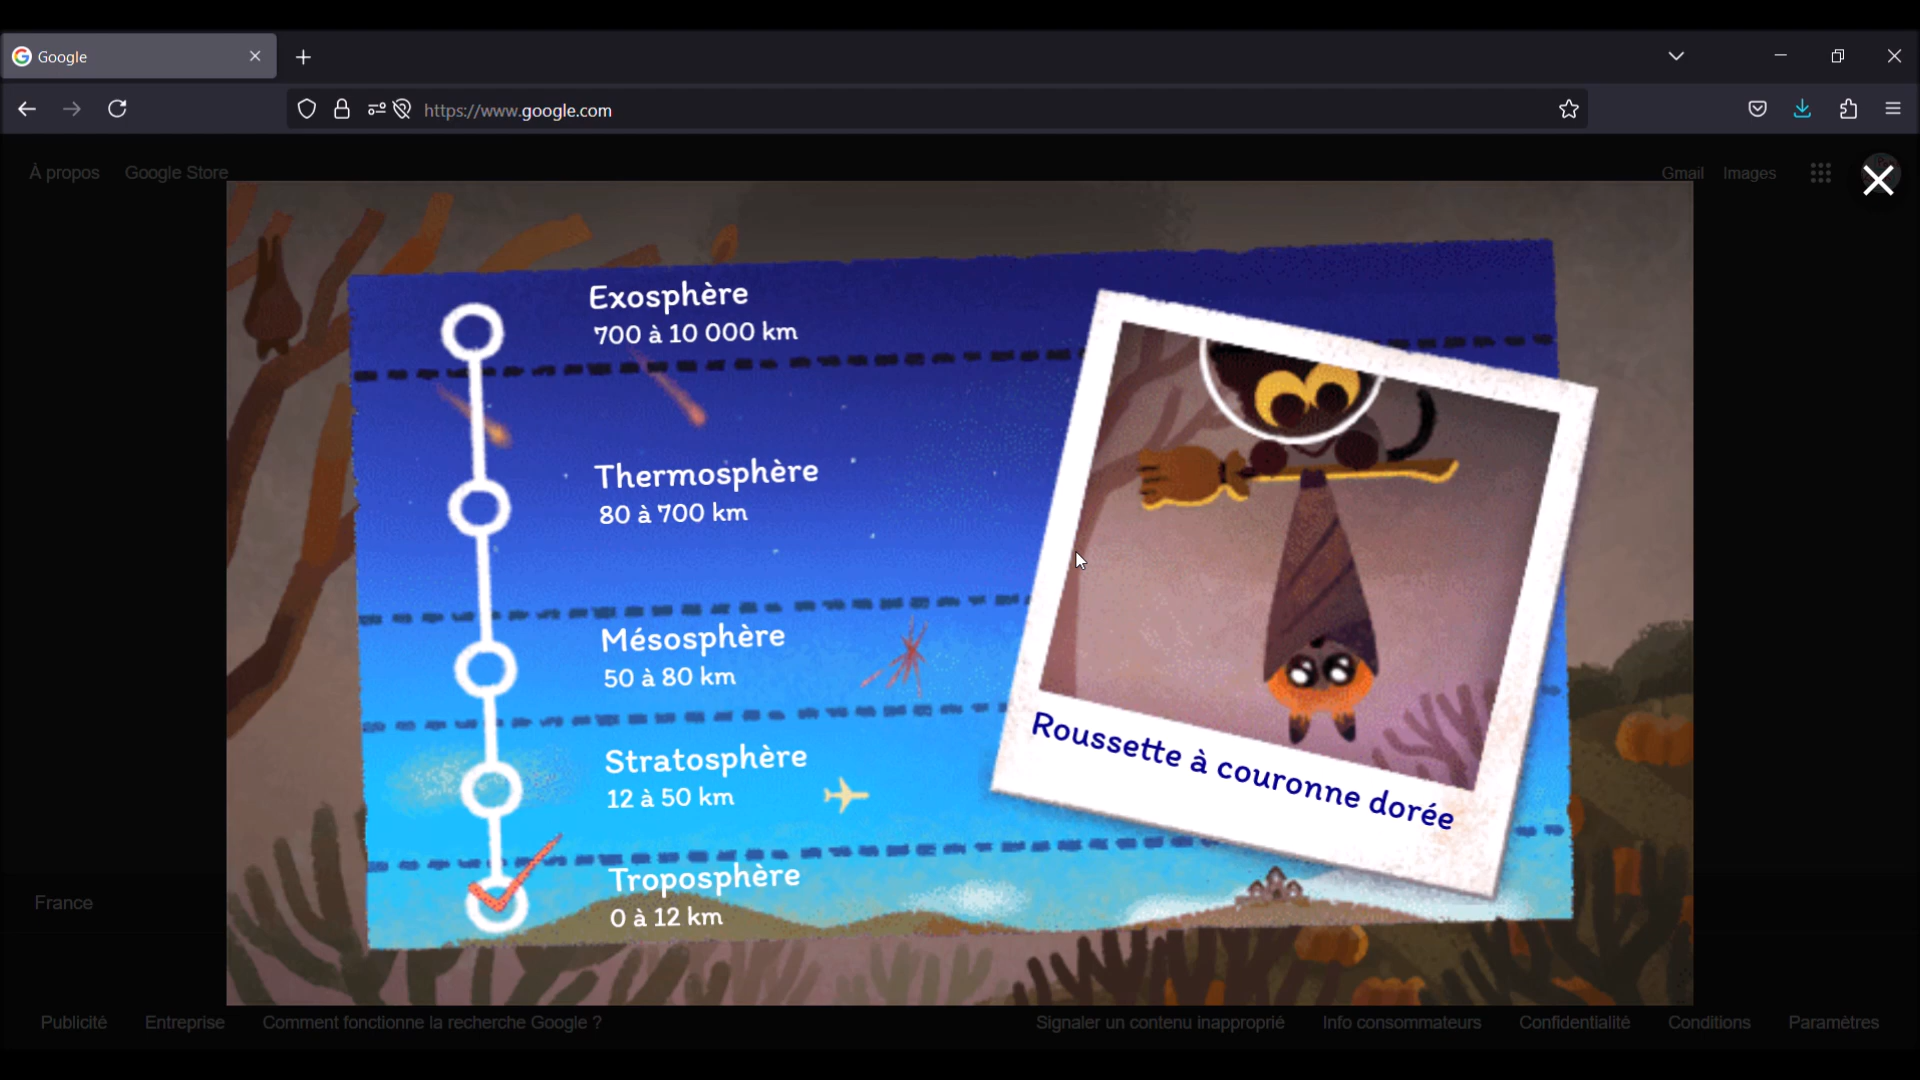 Google
https://www.google.com
À propos
Google Store
Gmail
Images
Exosphère
700 à 10 000 km
Thermosphère
80 à 700 km
Mésosphère
50 à 80 km
Stratosphère
12 à 50 km
Troposphère
0 à 12 km
Roussette à couronne dorée
France
Publicité
Entreprise
Comment fonctionne la recherche Google ?
Signaler un contenu inapproprié
Info consommateurs
Confidentialité
Conditions
Paramètres